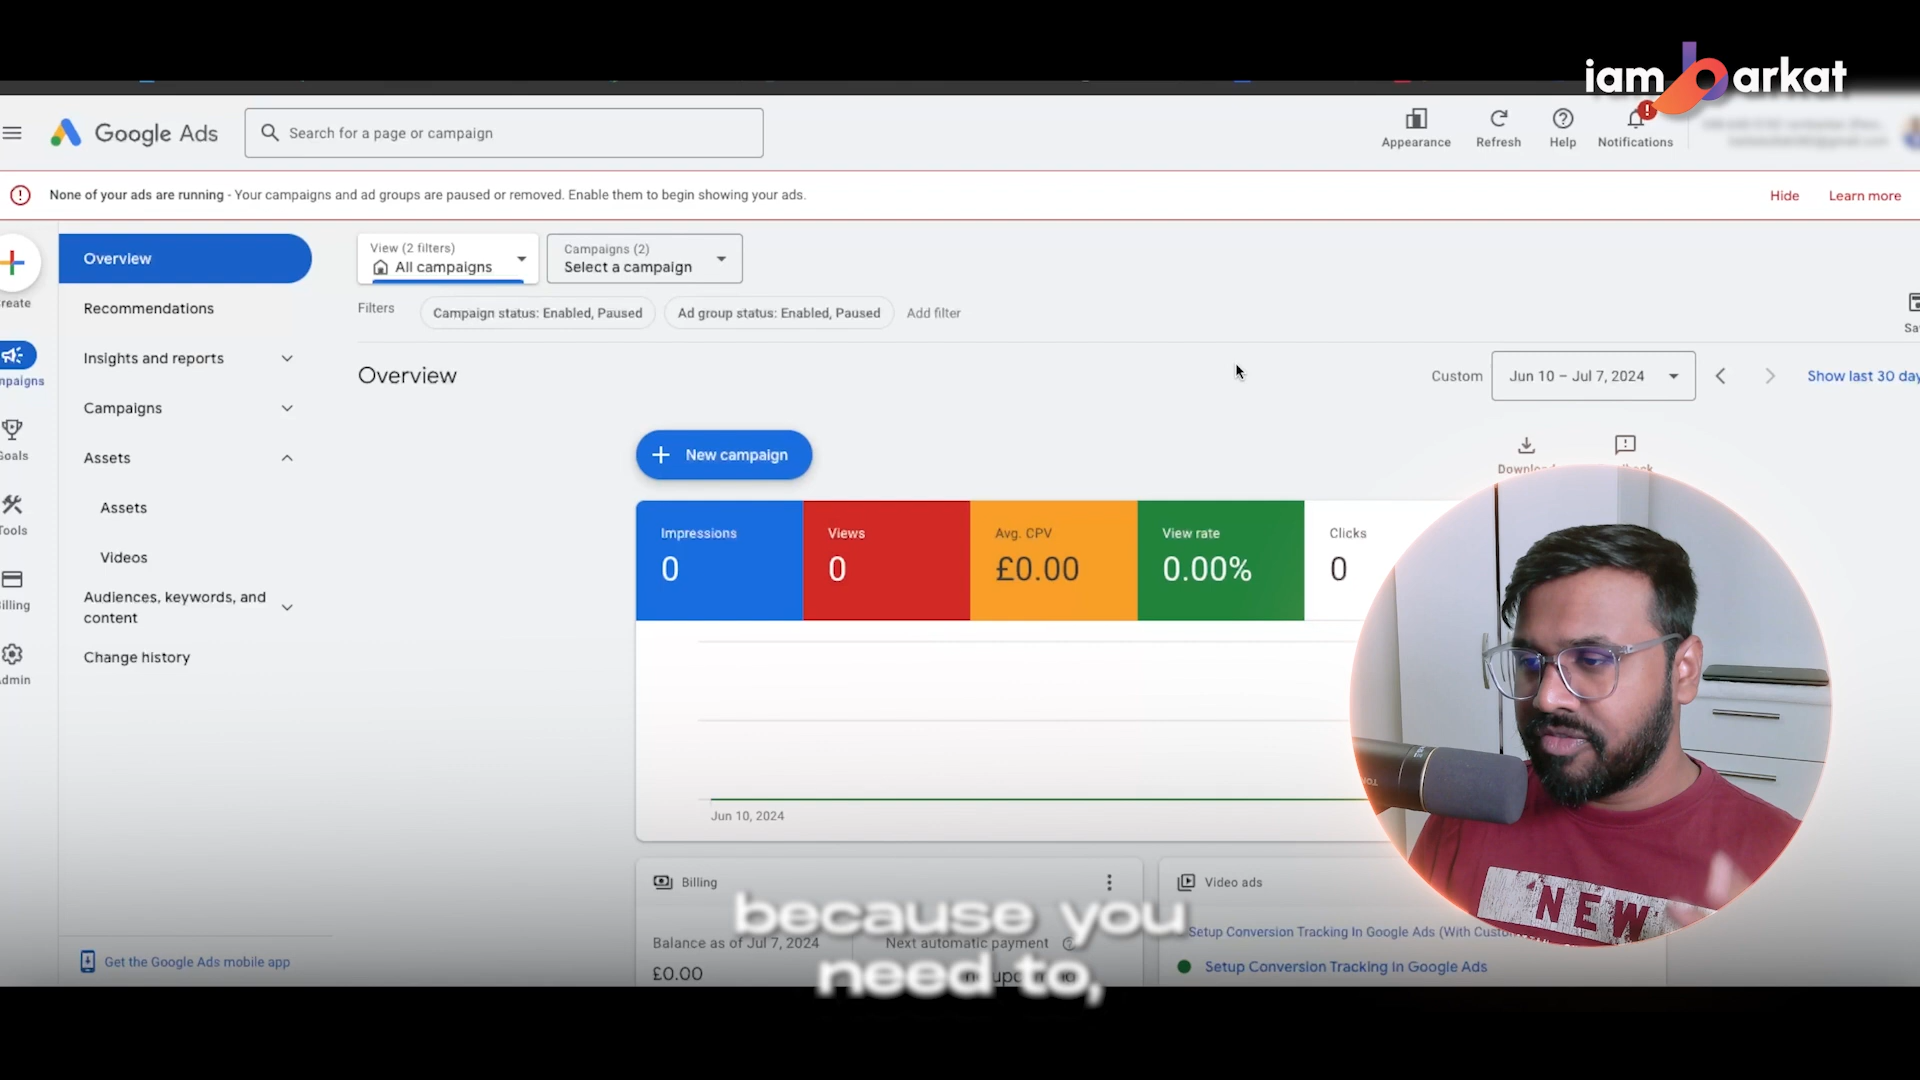 iam barkat
Google Ads
Search for a page or campaign
Appearance
Refresh
Help
Notifications
None of your ads are running - Your campaigns and ad groups are paused or removed. Enable them to begin showing your ads.
Hide
Learn more
reate
mpaigns
oals
Tools
illing
dmin
Overview
Recommendations
Insights and reports
Campaigns
Assets
Assets
Videos
Audiences, keywords, and
content
Change history
Get the Google Ads mobile app
View (2 filters)
All campaigns
Campaigns (2)
Select a campaign
Filters
Campaign status: Enabled, Paused
Ad group status: Enabled, Paused
Add filter
Sa
Overview
Custom
Jun 10 – Jul 7, 2024
Show last 30 day
New campaign
Downlo
Impressions
0
Views
0
Avg. CPV
£0.00
View rate
0.00%
Clicks
0
Jun 10, 2024
Billing
Balance as of Jul 7, 2024
£0.00
Next automatic payment
Video ads
Setup Conversion Tracking In Google Ads (With Custo
Setup Conversion Tracking In Google Ads
because you
need to,
NEW